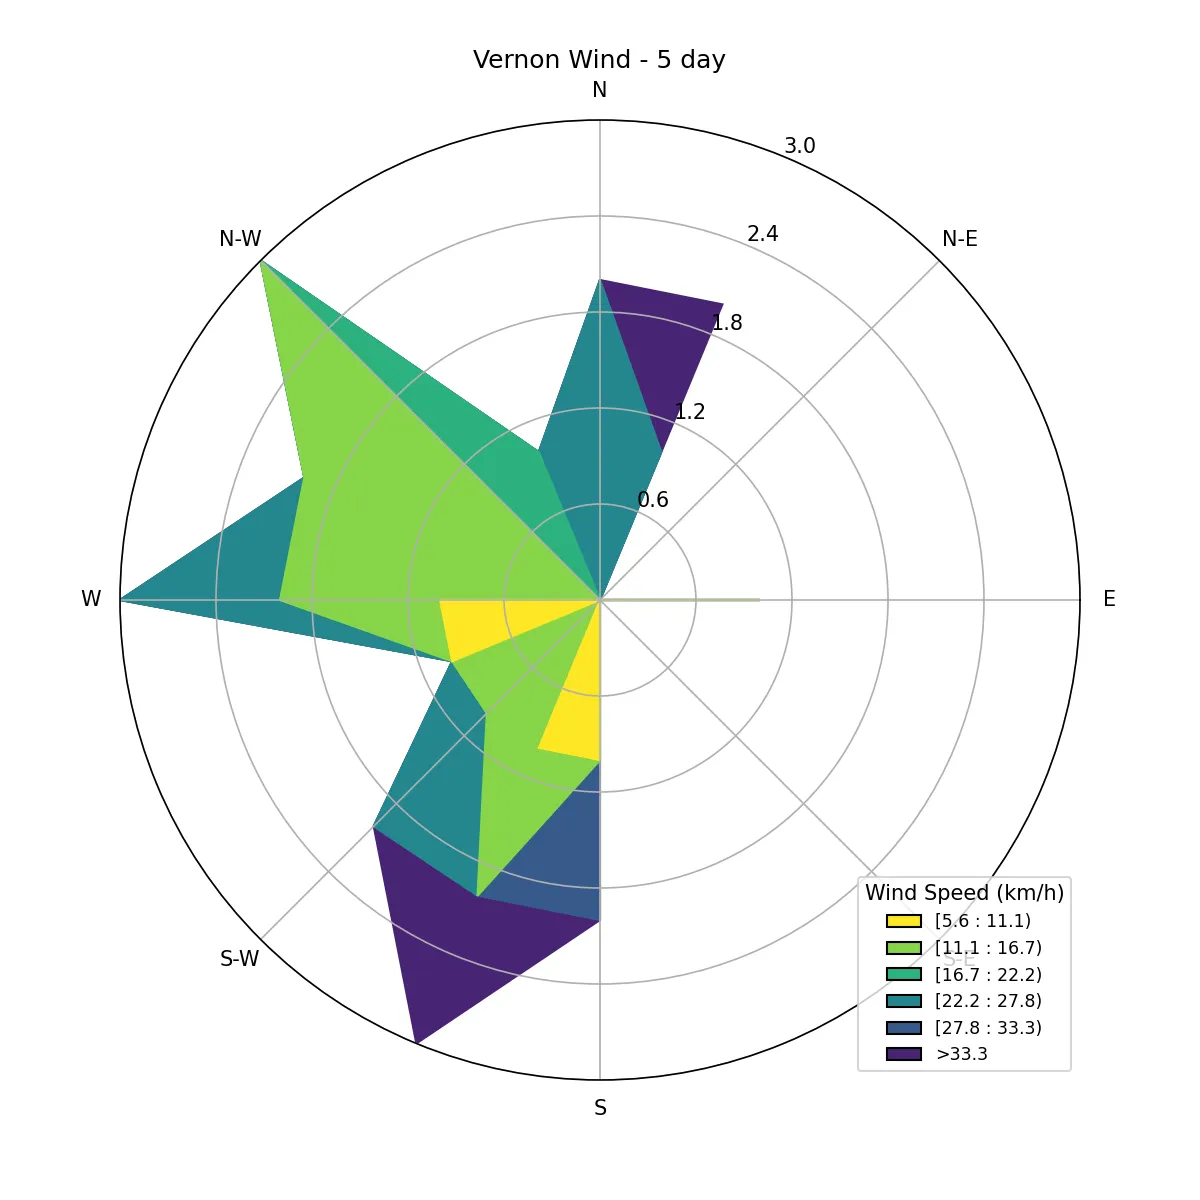 Vernon Wind - 5 day
N
3.0
N-W
N-E
2.4
1.8
1.2
0.6
W
E
S-W
S-E
S
Wind Speed (km/h)
[5.6 : 11.1)
[11.1 : 16.7)
[16.7 : 22.2)
[22.2 : 27.8)
[27.8 : 33.3)
>33.3